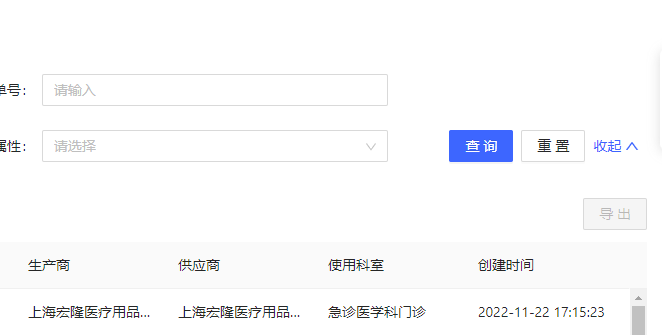 单号： 请输入
属性： 请选择 查 询 重 置 收起
导 出
生产商 供应商 使用科室 创建时间
上海宏隆医疗用品... 上海宏隆医疗用品... 急诊医学科门诊 2022-11-22 17:15:23